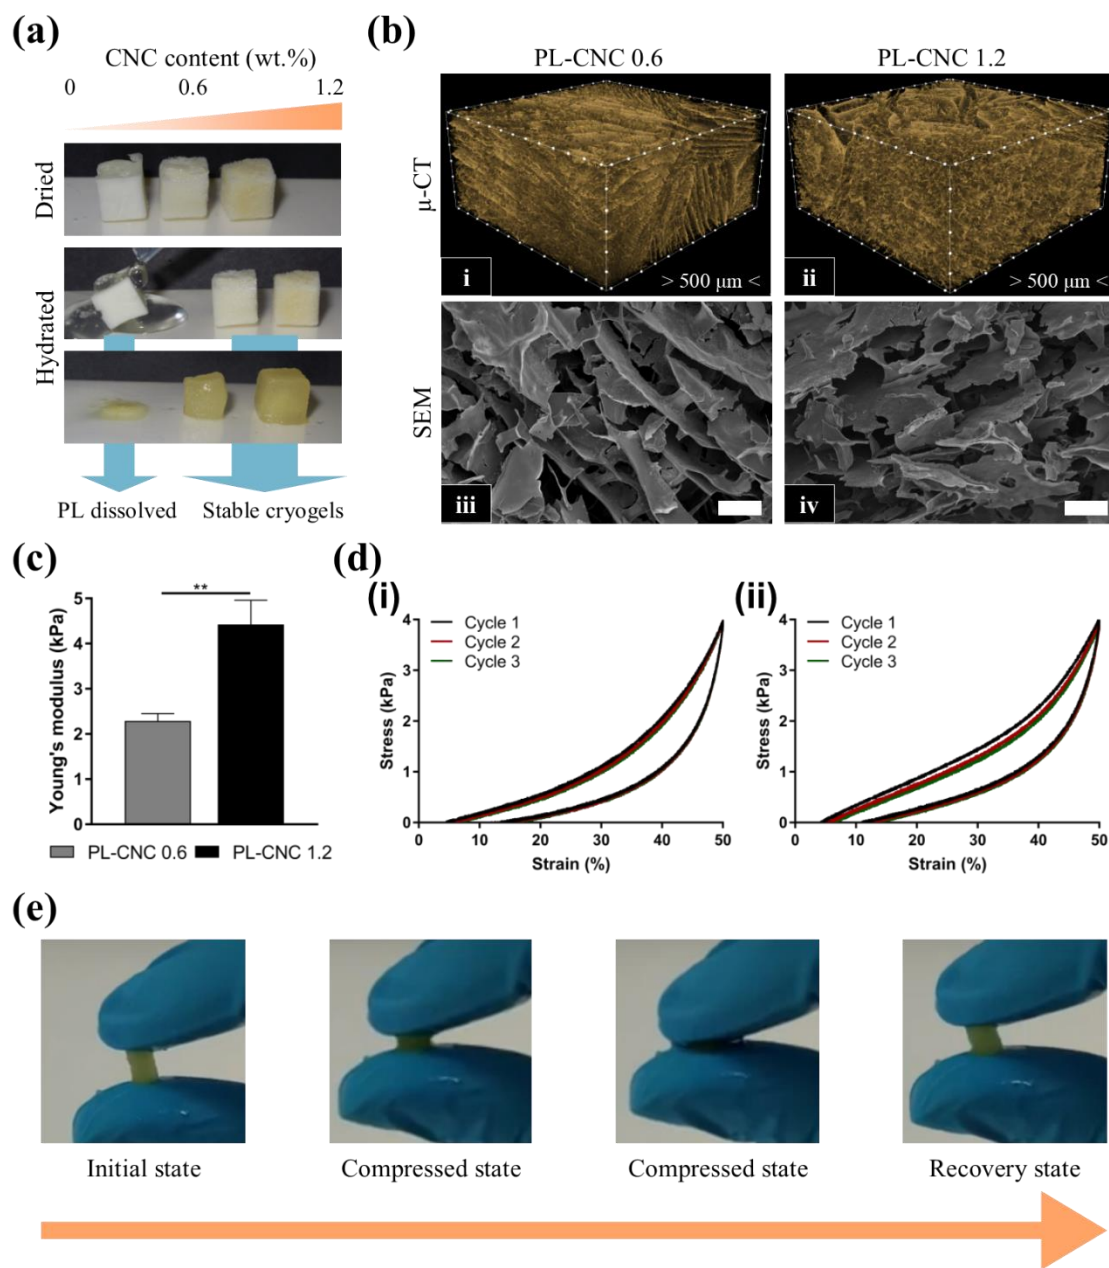 (a)
CNC content (wt.%)
0 0.6 1.2
Dried
Hydrated
PL dissolved Stable cryogels
(b)
PL-CNC 0.6 PL-CNC 1.2
μ-CT
i > 500 μm <
ii > 500 μm <
SEM
iii
iv
(c)
**
Young's modulus (kPa)
5
4
3
2
1
0
PL-CNC 0.6 PL-CNC 1.2
(d)
(i)
Cycle 1
Cycle 2
Cycle 3
Stress (kPa)
4
3
2
1
0
0 10 20 30 40 50
Strain (%)
(ii)
Cycle 1
Cycle 2
Cycle 3
Stress (kPa)
4
3
2
1
0
0 10 20 30 40 50
Strain (%)
(e)
Initial state Compressed state Compressed state Recovery state